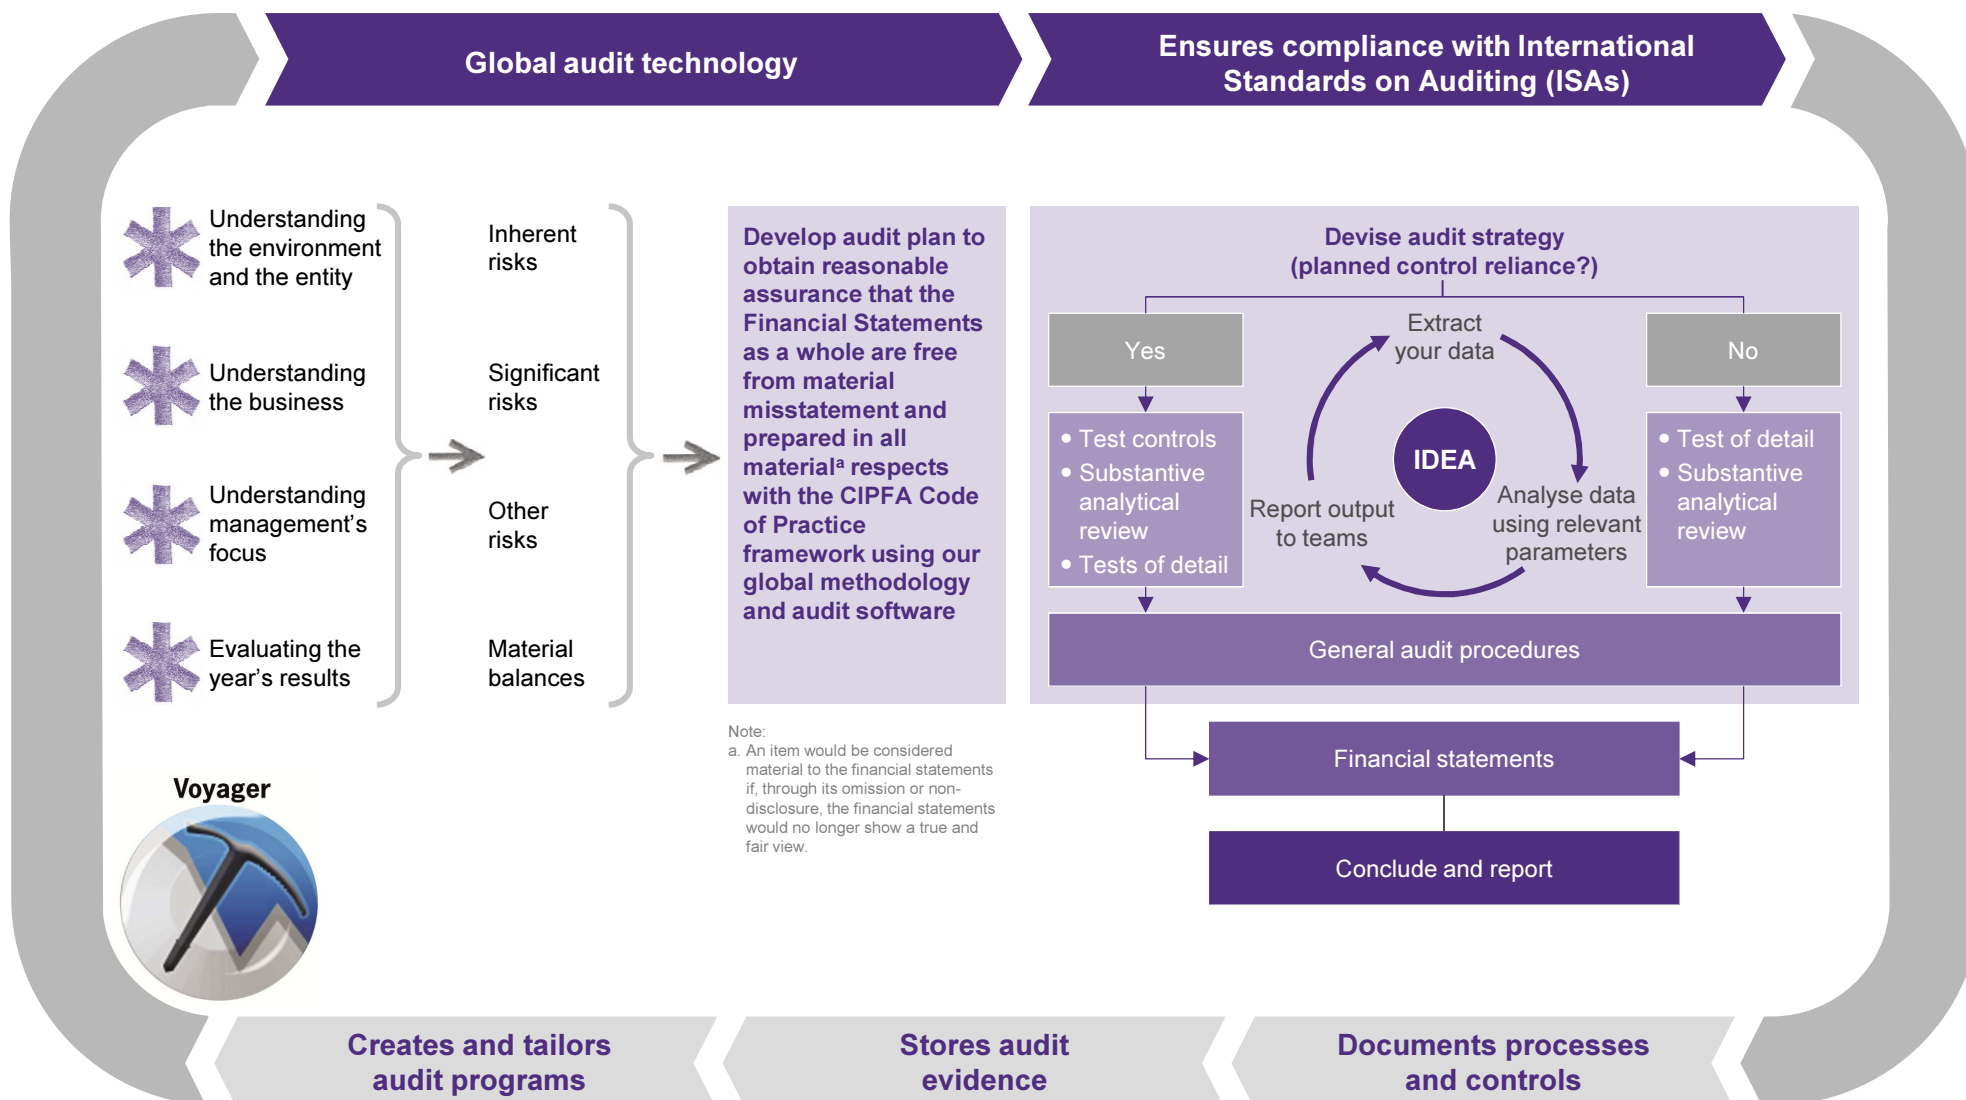 Global audit technology
Ensures compliance with International
Standards on Auditing (ISAs)
Understanding
the environment
and the entity
Understanding
the business
Understanding
management’s
focus
Evaluating the
year’s results
Inherent
risks
Significant
risks
Other
risks
Material
balances
Develop audit plan to
obtain reasonable
assurance that the
Financial Statements
as a whole are free
from material
misstatement and
prepared in all
materialᵃ respects
with the CIPFA Code
of Practice
framework using our
global methodology
and audit software
Note:
a. An item would be considered
material to the financial statements
if, through its omission or non-
disclosure, the financial statements
would no longer show a true and
fair view.
Devise audit strategy
(planned control reliance?)
Yes
• Test controls
• Substantive
analytical
review
• Tests of detail
Extract
your data
IDEA
Analyse data
using relevant
parameters
Report output
to teams
No
• Test of detail
• Substantive
analytical
review
General audit procedures
Financial statements
Conclude and report
Voyager
Creates and tailors
audit programs
Stores audit
evidence
Documents processes
and controls